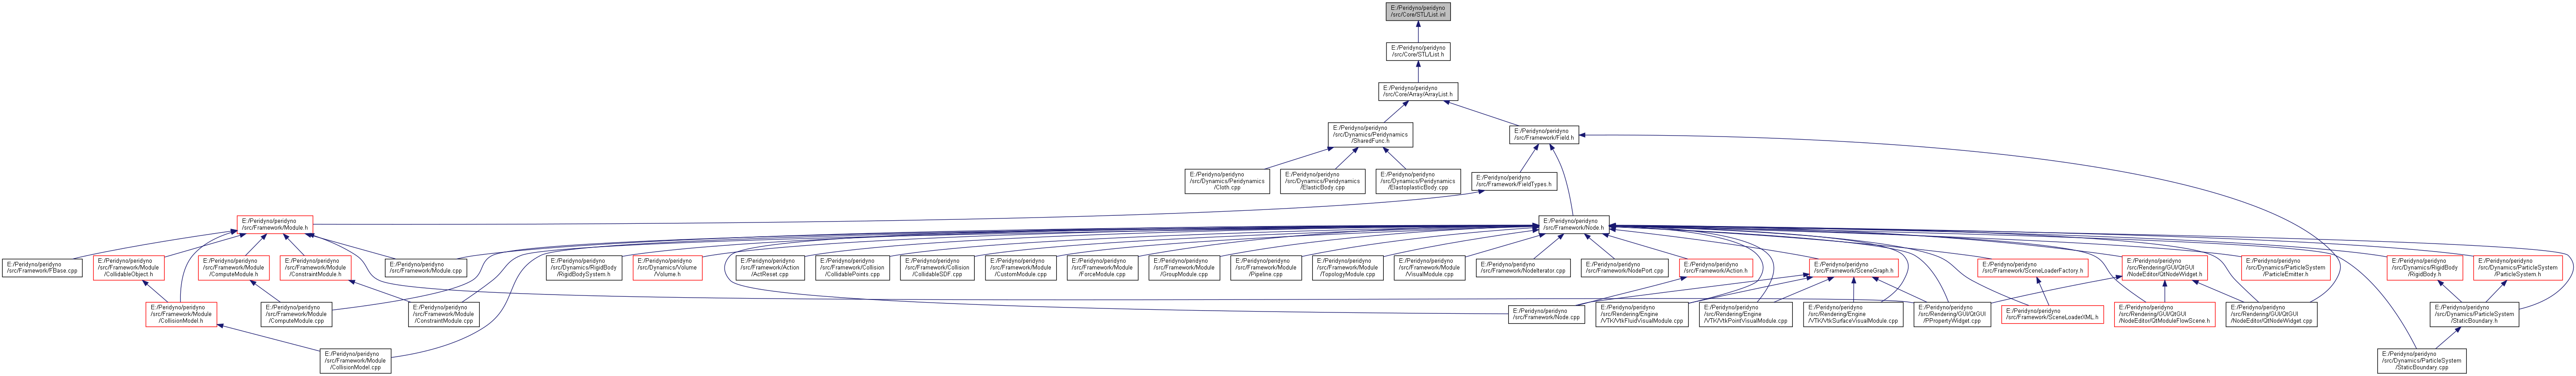 E:/Peridyno/peridyno
/src/Core/STL/List.inl
E:/Peridyno/peridyno
/src/Core/STL/List.h
E:/Peridyno/peridyno
/src/Core/Array/ArrayList.h
E:/Peridyno/peridyno
/src/Dynamics/Peridynamics
/SharedFunc.h
E:/Peridyno/peridyno
/src/Framework/Field.h
E:/Peridyno/peridyno
/src/Dynamics/Peridynamics
/Cloth.cpp
E:/Peridyno/peridyno
/src/Dynamics/Peridynamics
/ElasticBody.cpp
E:/Peridyno/peridyno
/src/Dynamics/Peridynamics
/ElastoplasticBody.cpp
E:/Peridyno/peridyno
/src/Framework/FieldTypes.h
E:/Peridyno/peridyno
/src/Framework/Module.h
E:/Peridyno/peridyno
/src/Framework/Node.h
E:/Peridyno/peridyno
/src/Framework/FBase.cpp
E:/Peridyno/peridyno
/src/Framework/Module
/CollidableObject.h
E:/Peridyno/peridyno
/src/Framework/Module
/ComputeModule.h
E:/Peridyno/peridyno
/src/Framework/Module
/ConstraintModule.h
E:/Peridyno/peridyno
/src/Framework/Module.cpp
E:/Peridyno/peridyno
/src/Dynamics/RigidBody
/RigidBodySystem.h
E:/Peridyno/peridyno
/src/Dynamics/Volume
/Volume.h
E:/Peridyno/peridyno
/src/Framework/Action
/ActReset.cpp
E:/Peridyno/peridyno
/src/Framework/Collision
/CollidablePoints.cpp
E:/Peridyno/peridyno
/src/Framework/Collision
/CollidableSDF.cpp
E:/Peridyno/peridyno
/src/Framework/Module
/CustomModule.cpp
E:/Peridyno/peridyno
/src/Framework/Module
/ForceModule.cpp
E:/Peridyno/peridyno
/src/Framework/Module
/GroupModule.cpp
E:/Peridyno/peridyno
/src/Framework/Module
/Pipeline.cpp
E:/Peridyno/peridyno
/src/Framework/Module
/TopologyModule.cpp
E:/Peridyno/peridyno
/src/Framework/Module
/VisualModule.cpp
E:/Peridyno/peridyno
/src/Framework/NodeIterator.cpp
E:/Peridyno/peridyno
/src/Framework/NodePort.cpp
E:/Peridyno/peridyno
/src/Framework/Action.h
E:/Peridyno/peridyno
/src/Framework/SceneGraph.h
E:/Peridyno/peridyno
/src/Framework/SceneLoaderFactory.h
E:/Peridyno/peridyno
/src/Rendering/GUI/QtGUI
/NodeEditor/QtNodeWidget.h
E:/Peridyno/peridyno
/src/Dynamics/ParticleSystem
/ParticleEmitter.h
E:/Peridyno/peridyno
/src/Dynamics/RigidBody
/RigidBody.h
E:/Peridyno/peridyno
/src/Dynamics/ParticleSystem
/ParticleSystem.h
E:/Peridyno/peridyno
/src/Framework/Module
/CollisionModel.h
E:/Peridyno/peridyno
/src/Framework/Module
/ComputeModule.cpp
E:/Peridyno/peridyno
/src/Framework/Module
/ConstraintModule.cpp
E:/Peridyno/peridyno
/src/Framework/Node.cpp
E:/Peridyno/peridyno
/src/Rendering/Engine
/VTK/VtkFluidVisualModule.cpp
E:/Peridyno/peridyno
/src/Rendering/Engine
/VTK/VtkPointVisualModule.cpp
E:/Peridyno/peridyno
/src/Rendering/Engine
/VTK/VtkSurfaceVisualModule.cpp
E:/Peridyno/peridyno
/src/Rendering/GUI/QtGUI
/PPropertyWidget.cpp
E:/Peridyno/peridyno
/src/Framework/SceneLoaderXML.h
E:/Peridyno/peridyno
/src/Rendering/GUI/QtGUI
/NodeEditor/QtModuleFlowScene.h
E:/Peridyno/peridyno
/src/Rendering/GUI/QtGUI
/NodeEditor/QtNodeWidget.cpp
E:/Peridyno/peridyno
/src/Dynamics/ParticleSystem
/StaticBoundary.h
E:/Peridyno/peridyno
/src/Framework/Module
/CollisionModel.cpp
E:/Peridyno/peridyno
/src/Dynamics/ParticleSystem
/StaticBoundary.cpp